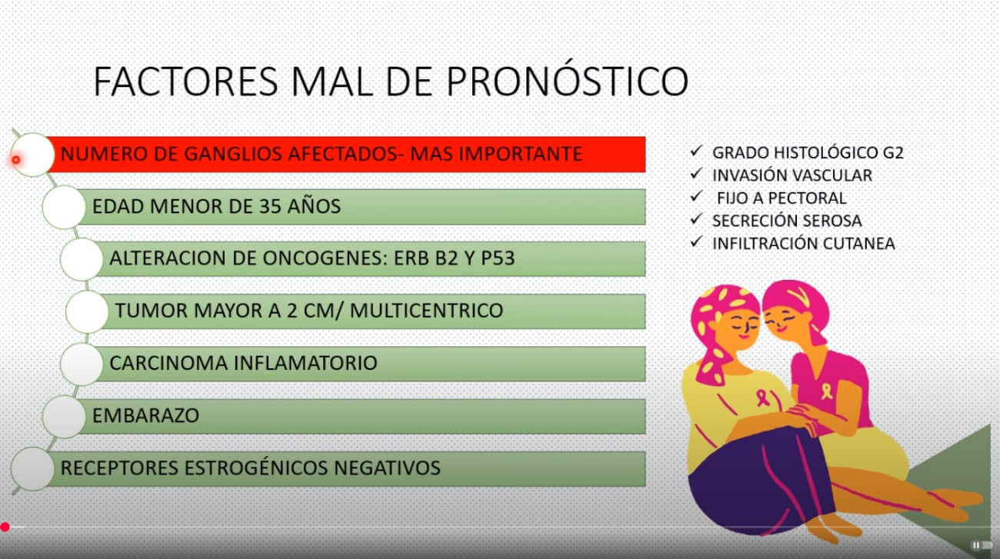 FACTORES MAL DE PRONÓSTICO
NUMERO DE GANGLIOS AFECTADOS- MAS IMPORTANTE
EDAD MENOR DE 35 AÑOS
ALTERACION DE ONCOGENES: ERB B2 Y P53
TUMOR MAYOR A 2 CM/ MULTICENTRICO
CARCINOMA INFLAMATORIO
EMBARAZO
RECEPTORES ESTROGÉNICOS NEGATIVOS
✓ GRADO HISTOLÓGICO G2
✓ INVASIÓN VASCULAR
✓ FIJO A PECTORAL
✓ SECRECIÓN SEROSA
✓ INFILTRACIÓN CUTANEA